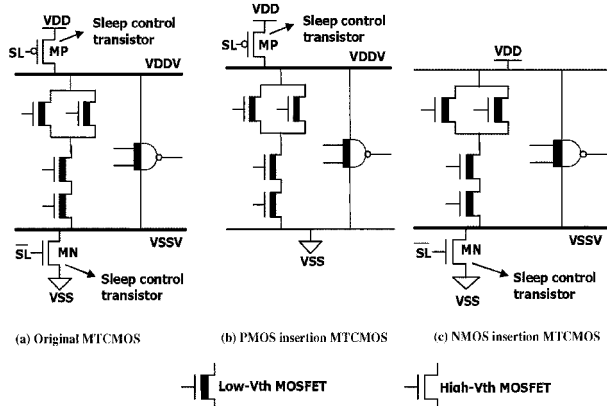 VDD
Sleep control
transistor
SL
MP
VDDV
VSSV
SL
MN
VSS
Sleep control
transistor
(a) Original MTCMOS
VDD
Sleep control
transistor
SL
MP
VDDV
VSS
(b) PMOS insertion MTCMOS
VDD
VSSV
SL
MN
VSS
Sleep control
transistor
(c) NMOS insertion MTCMOS
Low-Vth MOSFET
High-Vth MOSFET